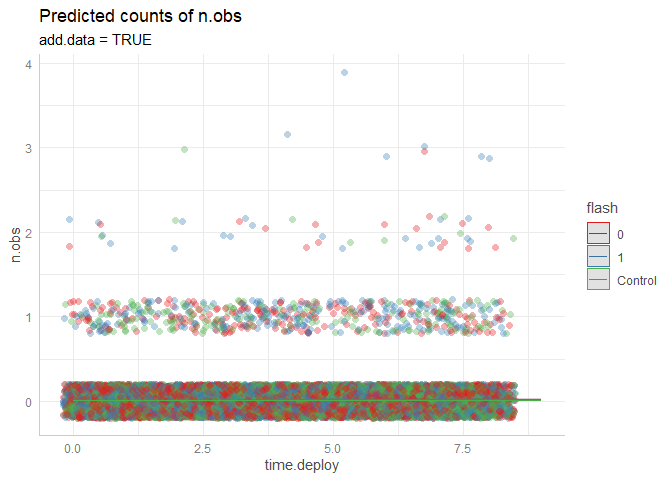 Predicted counts of n.obs
add.data = TRUE
4
3
2
1
0
n.obs
0.0
2.5
5.0
7.5
time.deploy
flash
0
1
Control